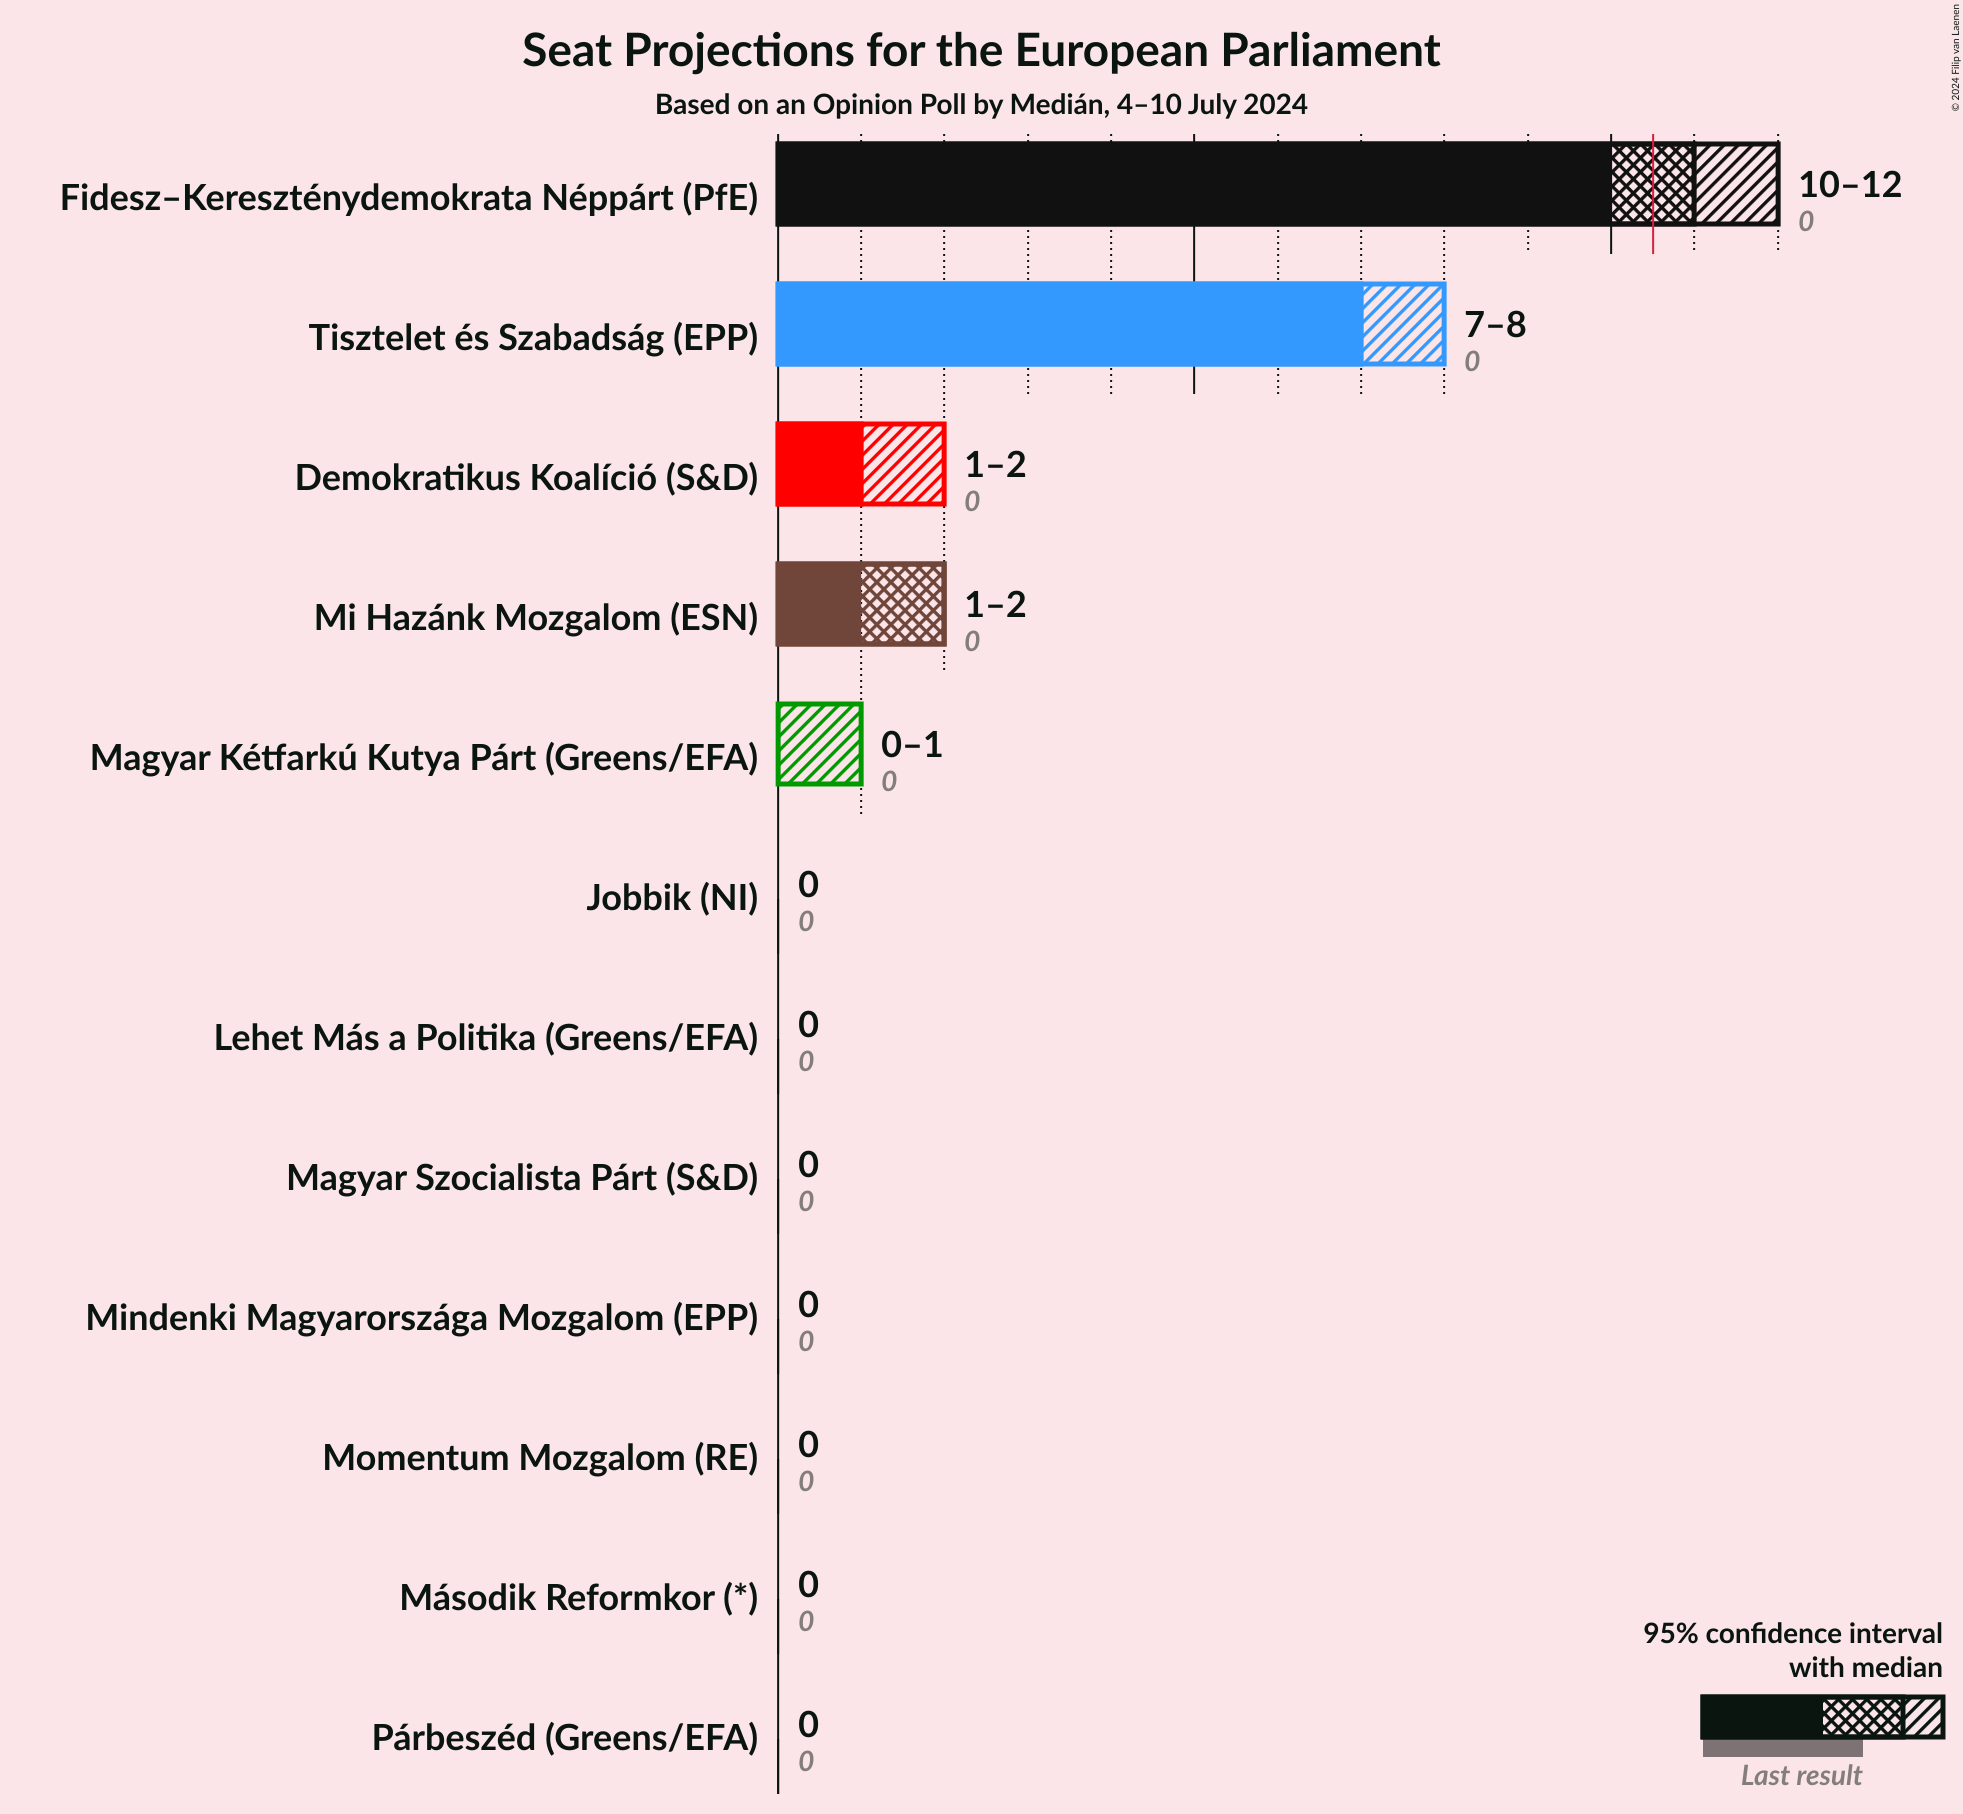 Seat Projections for the European Parliament
Based on an Opinion Poll by Medián, 4–10 July 2024
© 2024 Filip van Laenen
Fidesz–Kereszténydemokrata Néppárt (PfE)
10–12
0
Tisztelet és Szabadság (EPP)
7–8
0
Demokratikus Koalíció (S&D)
1–2
0
Mi Hazánk Mozgalom (ESN)
1–2
0
Magyar Kétfarkú Kutya Párt (Greens/EFA)
0–1
0
Jobbik (NI)
0
0
Lehet Más a Politika (Greens/EFA)
0
0
Magyar Szocialista Párt (S&D)
0
0
Mindenki Magyarországa Mozgalom (EPP)
0
0
Momentum Mozgalom (RE)
0
0
Második Reformkor (*)
0
0
Párbeszéd (Greens/EFA)
0
0
95% confidence interval
with median
Last result